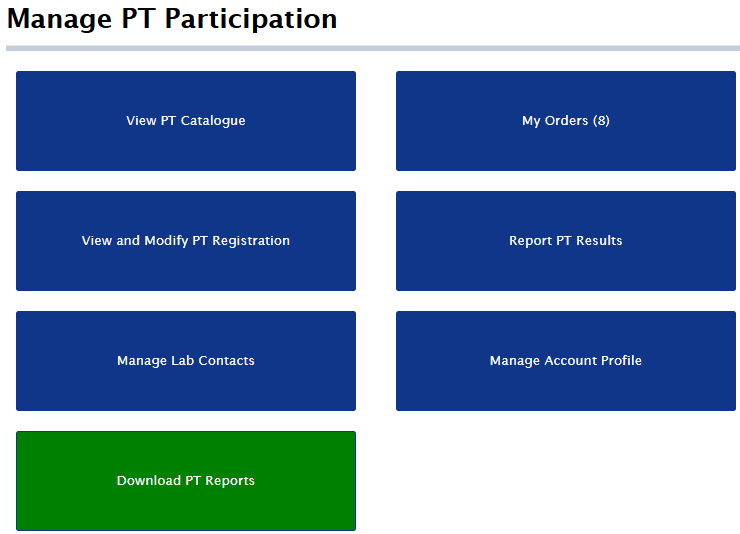 Manage PT Participation
View PT Catalogue
My Orders (8)
View and Modify PT Registration
Report PT Results
Manage Lab Contacts
Manage Account Profile
Download PT Reports